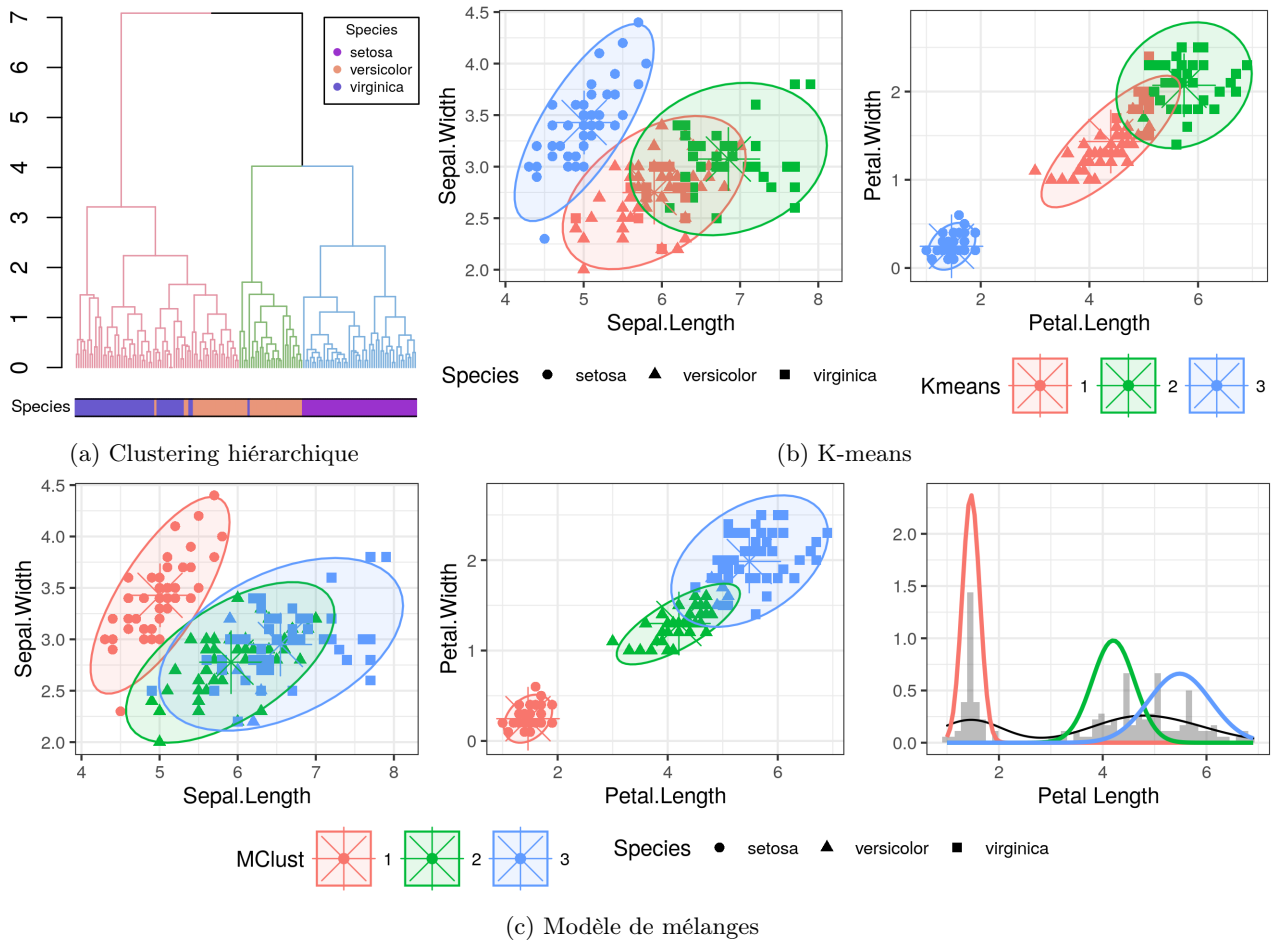 7
6
5
4
3
2
1
0
Species
setosa
versicolor
virginica
Species
(a) Clustering hiérarchique
Sepal.Width
4.5
4.0
3.5
3.0
2.5
2.0
4 5 6 7 8
Sepal.Length
Petal.Width
2
1
0
2 4 6
Petal.Length
Species setosa versicolor virginica
Kmeans 1 2 3
(b) K-means
Sepal.Width
4.5
4.0
3.5
3.0
2.5
2.0
4 5 6 7 8
Sepal.Length
Petal.Width
2
1
0
2 4 6
Petal.Length
2.0
1.5
1.0
0.5
0.0
2 4 6
Petal Length
MClust 1 2 3
Species setosa versicolor virginica
(c) Modèle de mélanges